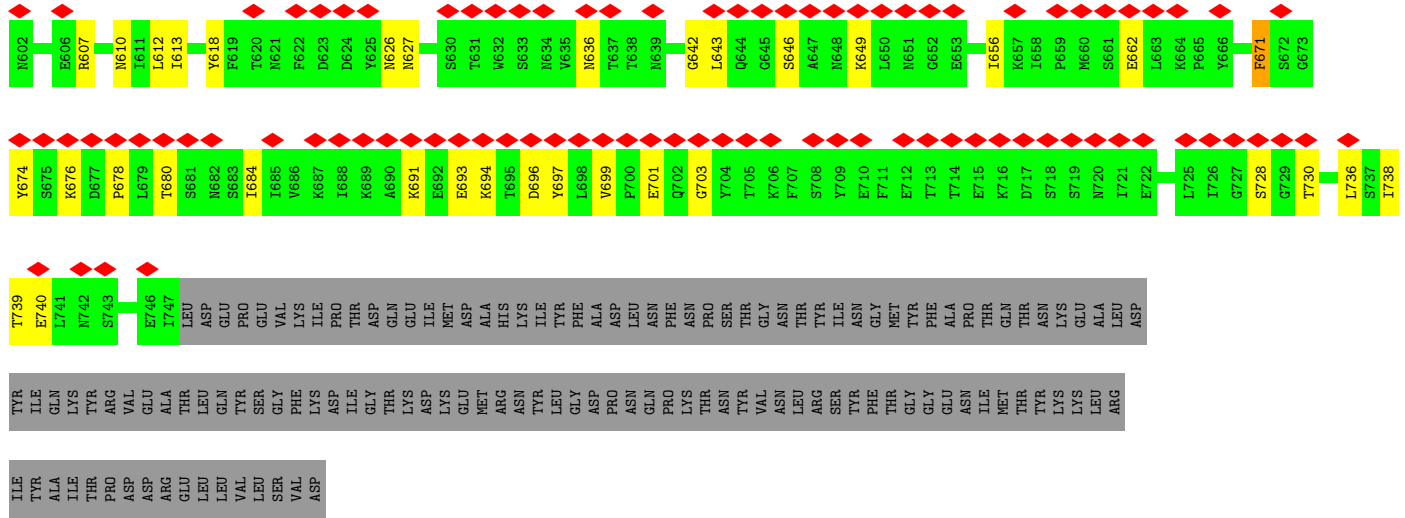 N602 E606 R607 N610 I611 L612 I613 Y618 F619 T620 N621 F622 D623 D624 Y625 N626 N627 S630 T631 W632 S633 N634 V635 N636 T637 T638 N639 G642 L643 Q644 G645 S646 A647 N648 K649 L650 N651 G652 E653 I656 K657 I658 P659 M660 S661 E662 L663 K664 P665 Y666 F671 S672 G673
Y674 S675 K676 D677 P678 L679 T680 S681 N682 S683 I684 I685 V686 K687 I688 K689 A690 K691 E692 E693 K694 T695 D696 Y697 L698 V699 P700 E701 Q702 G703 Y704 T705 K706 F707 S708 Y709 E710 F711 E712 T713 T714 E715 K716 D717 S718 S719 N720 I721 E722 L725 I726 G727 S728 G729 T730 L736 S737 I738
T739 E740 L741 N742 S743 E746 I747 LEU ASP GLU PRO GLU VAL LYS ILE PRO THR ASP GLN GLU ILE MET ASP ALA HIS LYS ILE TYR PHE ALA ASP LEU ASN PHE ASN PRO SER THR GLY ASN THR TYR ILE ASN GLY MET TYR PHE ALA PRO THR GLN THR ASN LYS GLU ALA LEU ASP
TYR ILE GLN LYS TYR ARG VAL GLU ALA THR LEU GLN TYR SER GLY PHE LYS ASP ILE GLY THR LYS ASP LYS GLU MET ARG ASN TYR LEU GLY ASP PRO ASN GLN PRO LYS THR ASN TYR VAL ASN LEU ARG SER TYR PHE THR GLY GLY GLU ASN ILE MET THR TYR LYS LYS LEU ARG
ILE TYR ALA ILE THR PRO ASP ASP ARG GLU LEU LEU VAL LEU SER VAL ASP